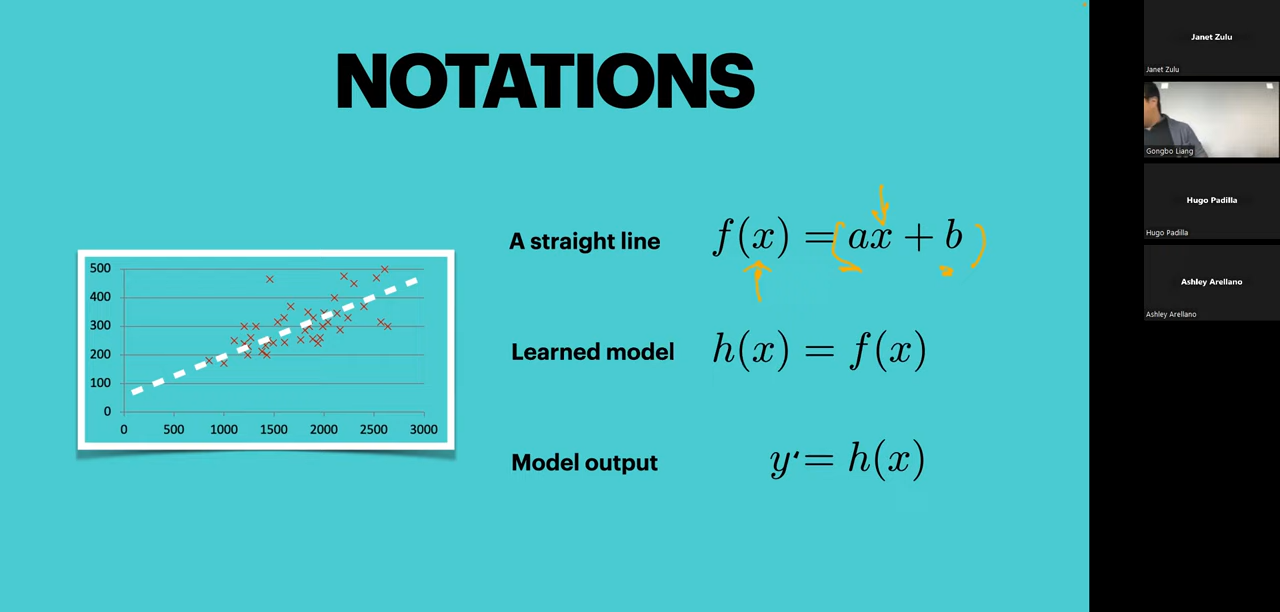 NOTATIONS
A straight line f(x) = ax + b
Learned model h(x) = f(x)
Model output y' = h(x)
500
400
300
200
100
0
0 500 1000 1500 2000 2500 3000
Janet Zulu
Janet Zulu
Gongbo Liang
Hugo Padilla
Hugo Padilla
Ashley Arellano
Ashley Arellano